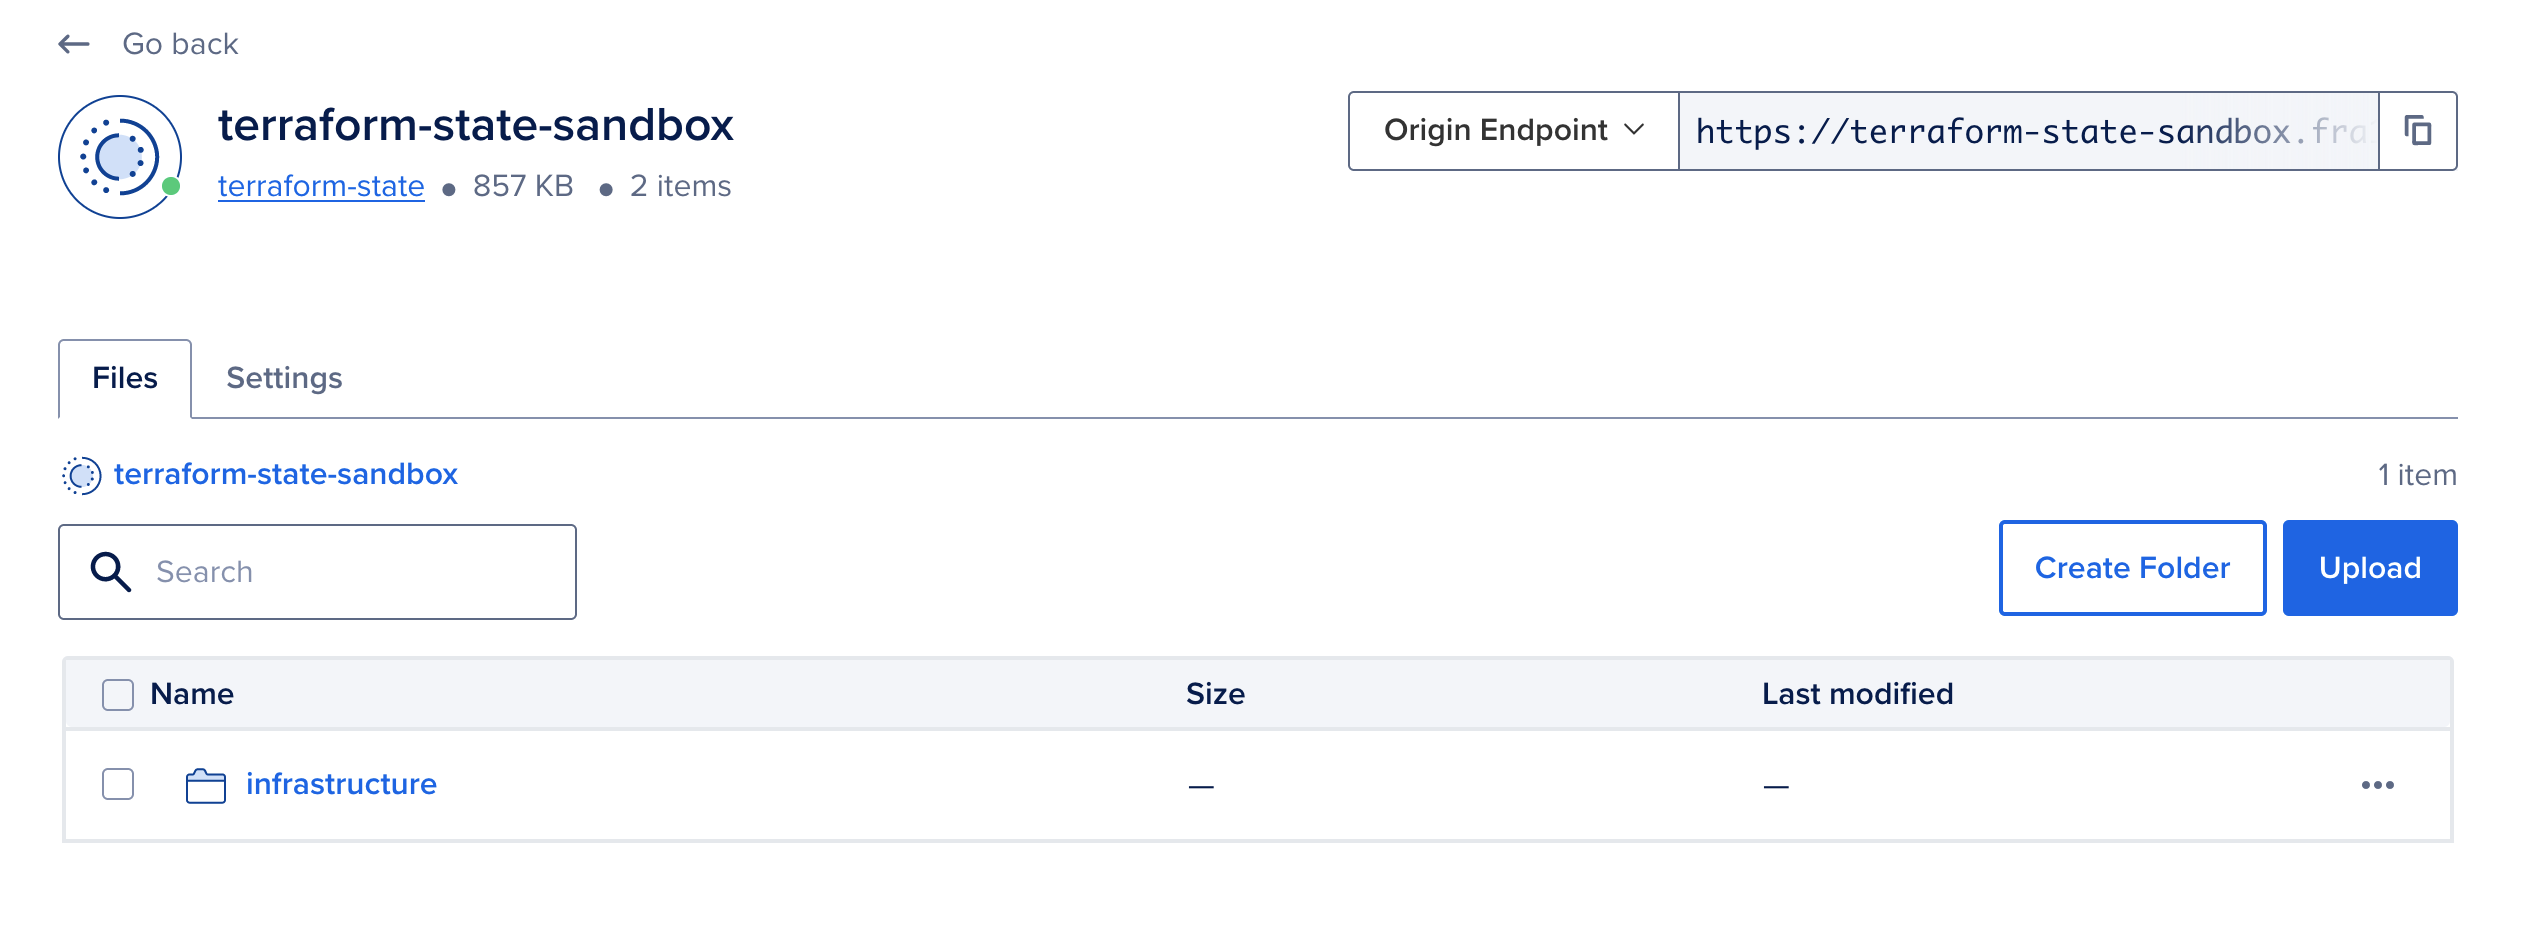 Go back
terraform-state-sandbox
terraform-state • 857 KB • 2 items
Origin Endpoint
https://terraform-state-sandbox.fra
Files
Settings
terraform-state-sandbox
1 item
Search
Create Folder
Upload
Name Size Last modified
infrastructure — —